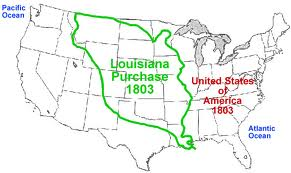 Pacific
Ocean
Louisiana
Purchase
1803
United States
of
America
1803
Atlantic
Ocean